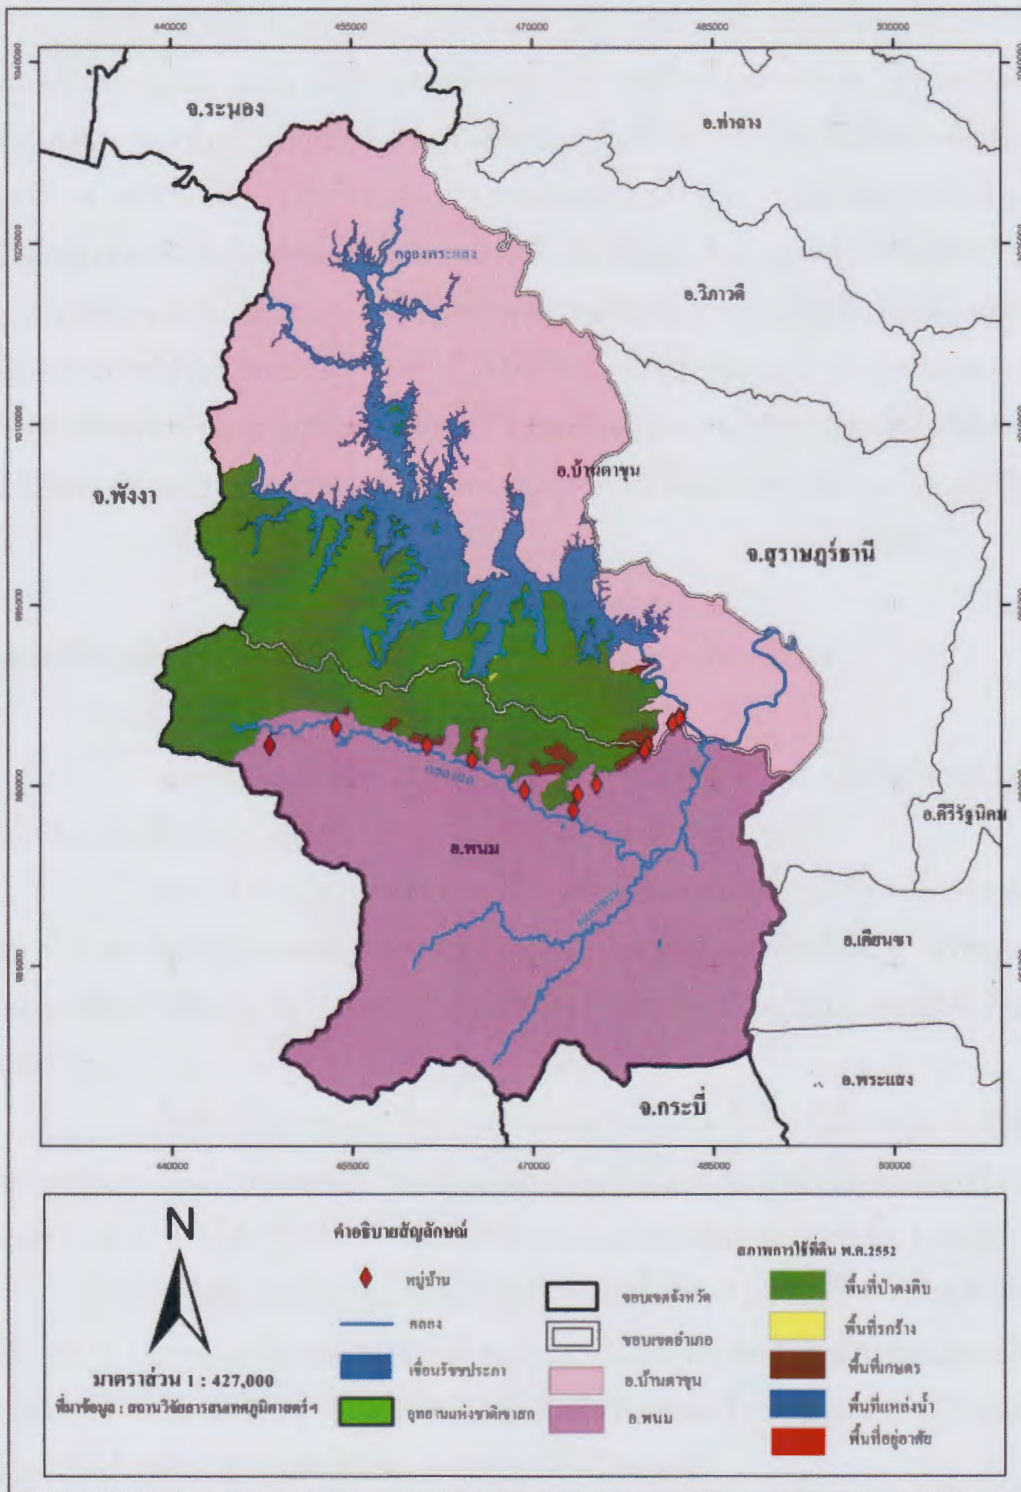 440000 455000 470000 485000 500000
1040000 1040000
จ.ระนอง
อ.ท่าฉาง
1025000
คลองพระแสง
อ.วิภาวดี
1010000
อ.บ้านตาขุน
จ.พังงา
จ.สุราษฎร์ธานี
995000
980000
อ.คีรีรัฐนิคม
อ.พนม
อ.เคียนซา
965000
อ.พระแสง
จ.กระบี่
440000 455000 470000 485000 500000
N
มาตราส่วน 1 : 427,000
ที่มาข้อมูล : สถานวิจัยสารสนเทศภูมิศาสตร์ฯ
คำอธิบายสัญลักษณ์
หมู่บ้าน
คลอง
เขื่อนรัชชประภา
อุทยานแห่งชาติเขาสก
ขอบเขตจังหวัด
ขอบเขตอำเภอ
อ.บ้านตาขุน
อ.พนม
สภาพการใช้ที่ดิน พ.ศ.2552
พื้นที่ป่าดงดิบ
พื้นที่รกร้าง
พื้นที่เกษตร
พื้นที่แหล่งน้ำ
พื้นที่อยู่อาศัย